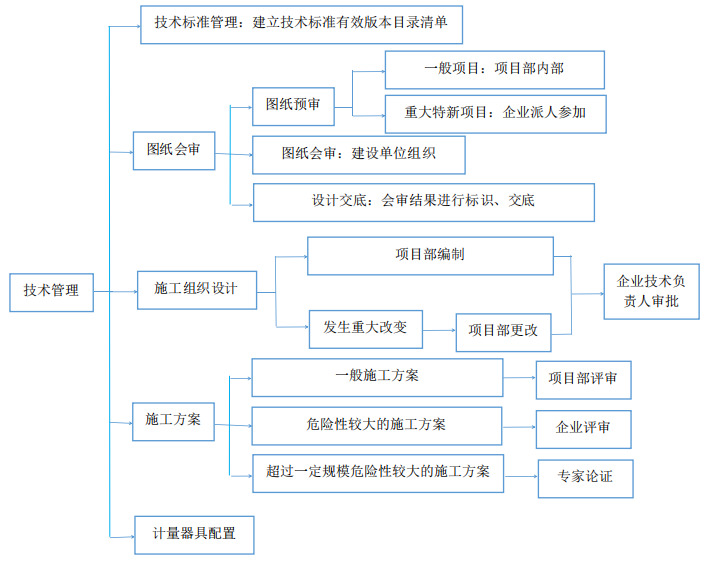 技术标准管理：建立技术标准有效版本目录清单
一般项目：项目部内部
图纸预审
重大特新项目：企业派人参加
图纸会审
图纸会审：建设单位组织
设计交底：会审结果进行标识、交底
项目部编制
技术管理
施工组织设计
企业技术负
责人审批
发生重大改变
项目部更改
一般施工方案
项目部评审
施工方案
危险性较大的施工方案
企业评审
超过一定规模危险性较大的施工方案
专家论证
计量器具配置